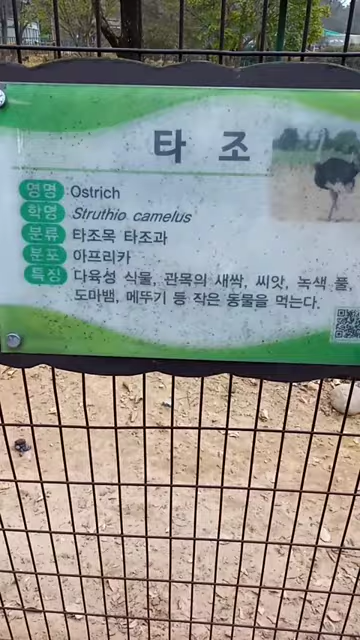 타조
영명 Ostrich
학명 Struthio camelus
분류 타조목 타조과
분포 아프리카
특징 다육성 식물, 관목의 새싹, 씨앗, 녹색 풀,
도마뱀, 메뚜기 등 작은 동물을 먹는다.